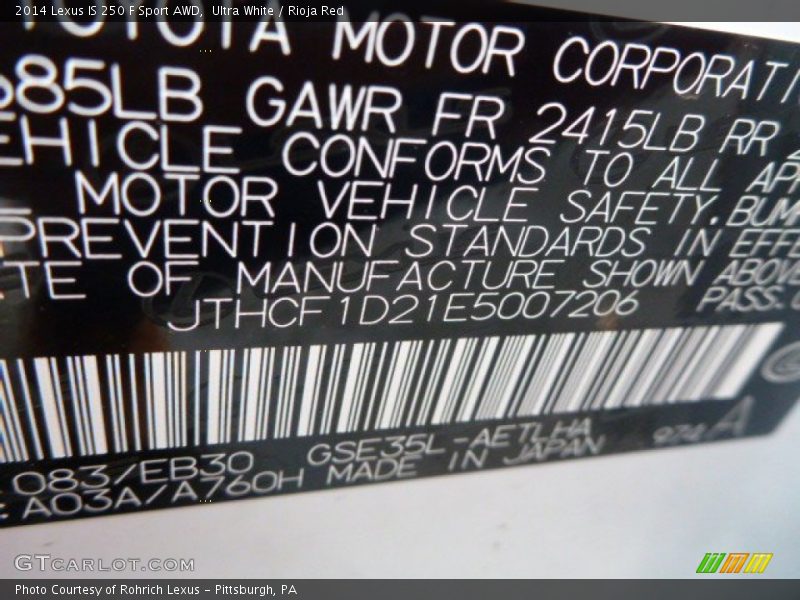 2014 Lexus IS 250 F Sport AWD, Ultra White / Rioja Red
TOYOTA MOTOR CORPORATI
685LB GAWR FR 2415LB RR
EHICLE CONFORMS TO ALL AP
MOTOR VEHICLE SAFETY, BUM
PREVENTION STANDARDS IN EFFE
TE OF MANUFACTURE SHOWN ABOVE
JTHCF1D21E5007206 PASS.
083/EB30 GSE35L-AETLHA
A03A/A760H MADE IN JAPAN 974A
GTCARLOT.COM
Photo Courtesy of Rohrich Lexus - Pittsburgh, PA